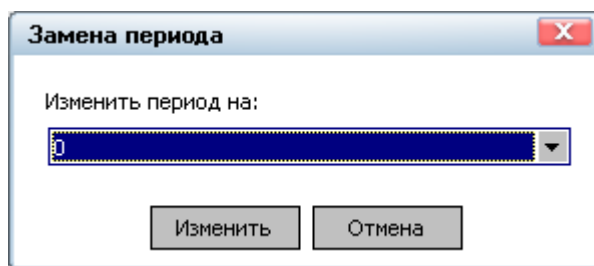 Замена периода
Изменить период на:
0
Изменить
Отмена